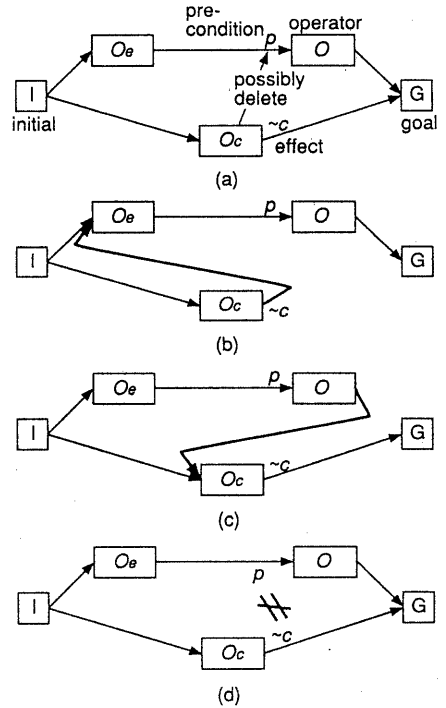 pre-
condition p operator
Oe O
I G
initial possibly goal
delete
Oc ~c
effect
(a)
Oe p O
I G
Oc ~c
(b)
Oe p O
I G
Oc ~c
(c)
Oe O
p
I G
Oc ~c
(d)